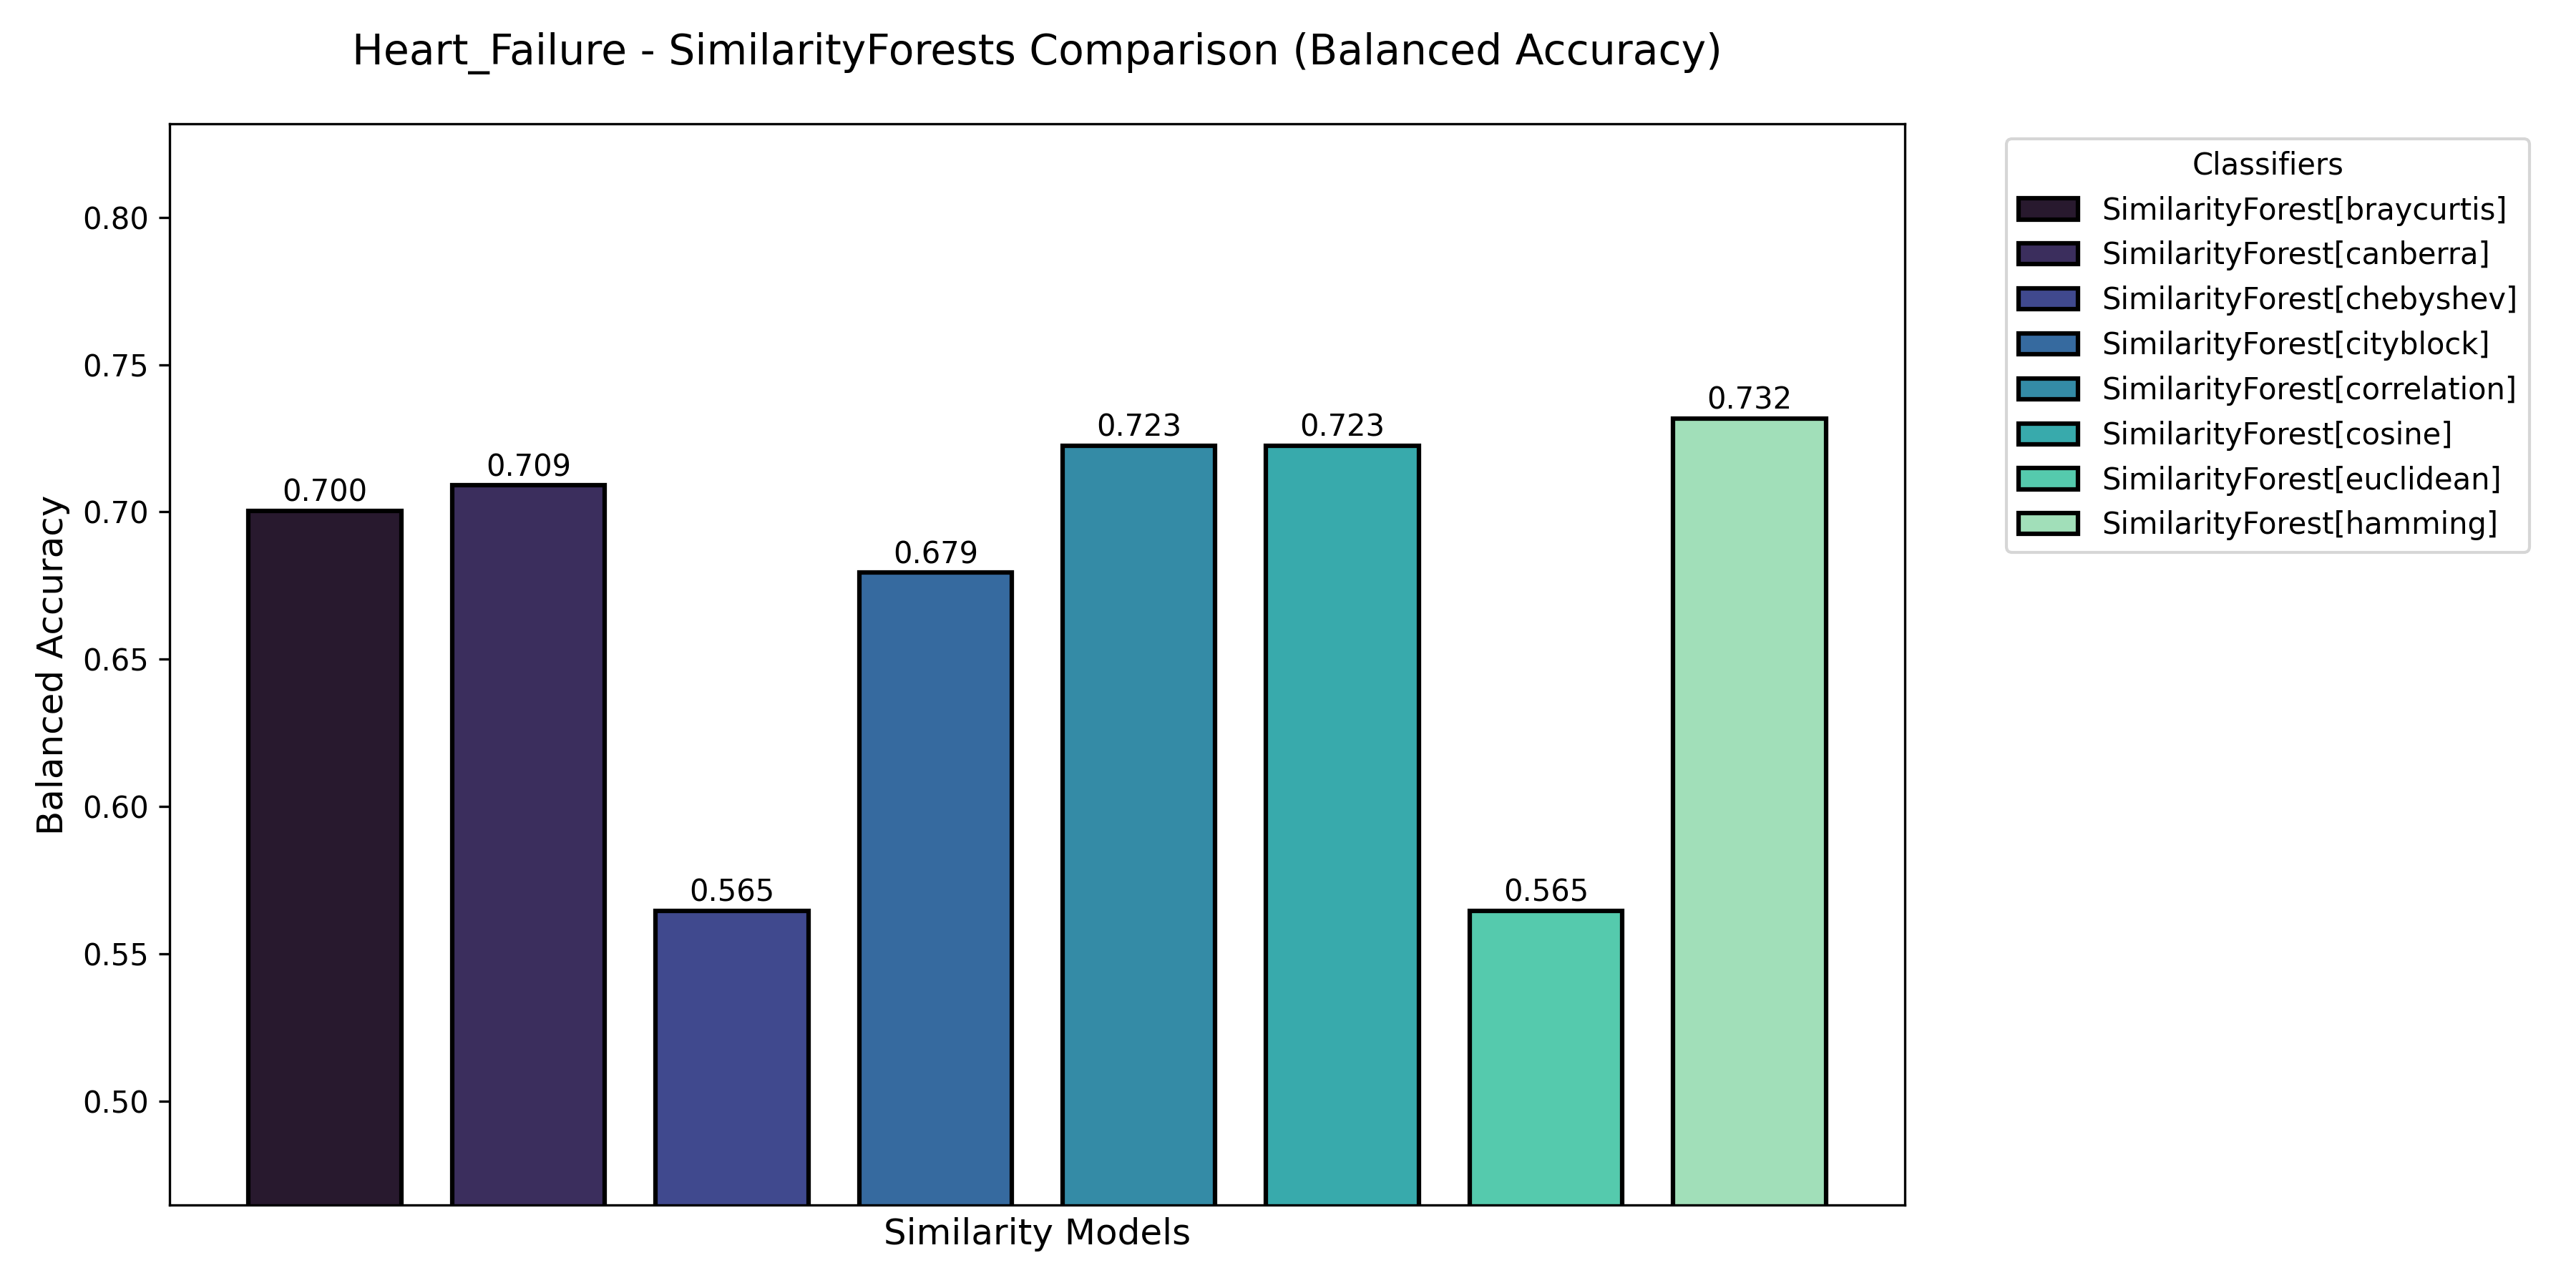 Heart_Failure - SimilarityForests Comparison (Balanced Accuracy)
Balanced Accuracy
0.80
0.75
0.70
0.65
0.60
0.55
0.50
0.700
0.709
0.565
0.679
0.723
0.723
0.565
0.732
Similarity Models
Classifiers
SimilarityForest[braycurtis]
SimilarityForest[canberra]
SimilarityForest[chebyshev]
SimilarityForest[cityblock]
SimilarityForest[correlation]
SimilarityForest[cosine]
SimilarityForest[euclidean]
SimilarityForest[hamming]